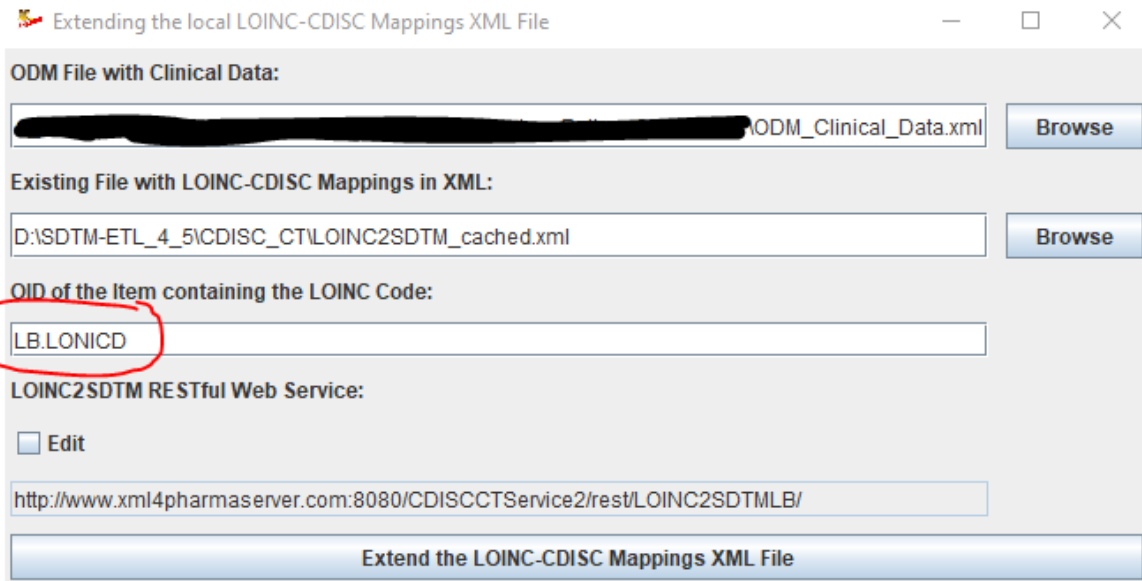 Extending the local LOINC-CDISC Mappings XML File
ODM File with Clinical Data:
\ODM_Clinical_Data.xml Browse
Existing File with LOINC-CDISC Mappings in XML:
D:\SDTM-ETL_4_5\CDISC_CT\LOINC2SDTM_cached.xml Browse
OID of the Item containing the LOINC Code:
LB.LONICD
LOINC2SDTM RESTful Web Service:
Edit
http://www.xml4pharmaserver.com:8080/CDISCCTService2/rest/LOINC2SDTMLB/
Extend the LOINC-CDISC Mappings XML File